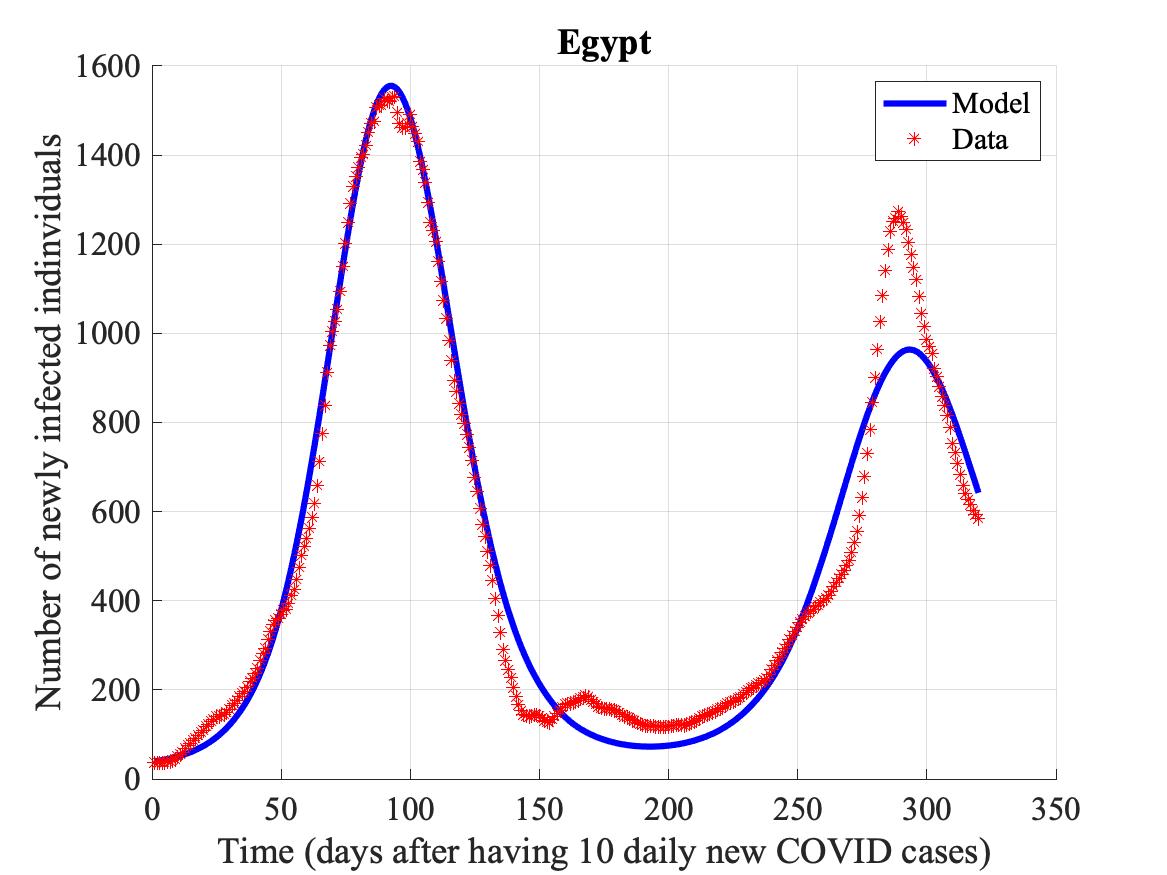 Egypt
1600
1400
1200
1000
800
600
400
200
0
Number of newly infected indinviduals
Model
Data
0 50 100 150 200 250 300 350
Time (days after having 10 daily new COVID cases)